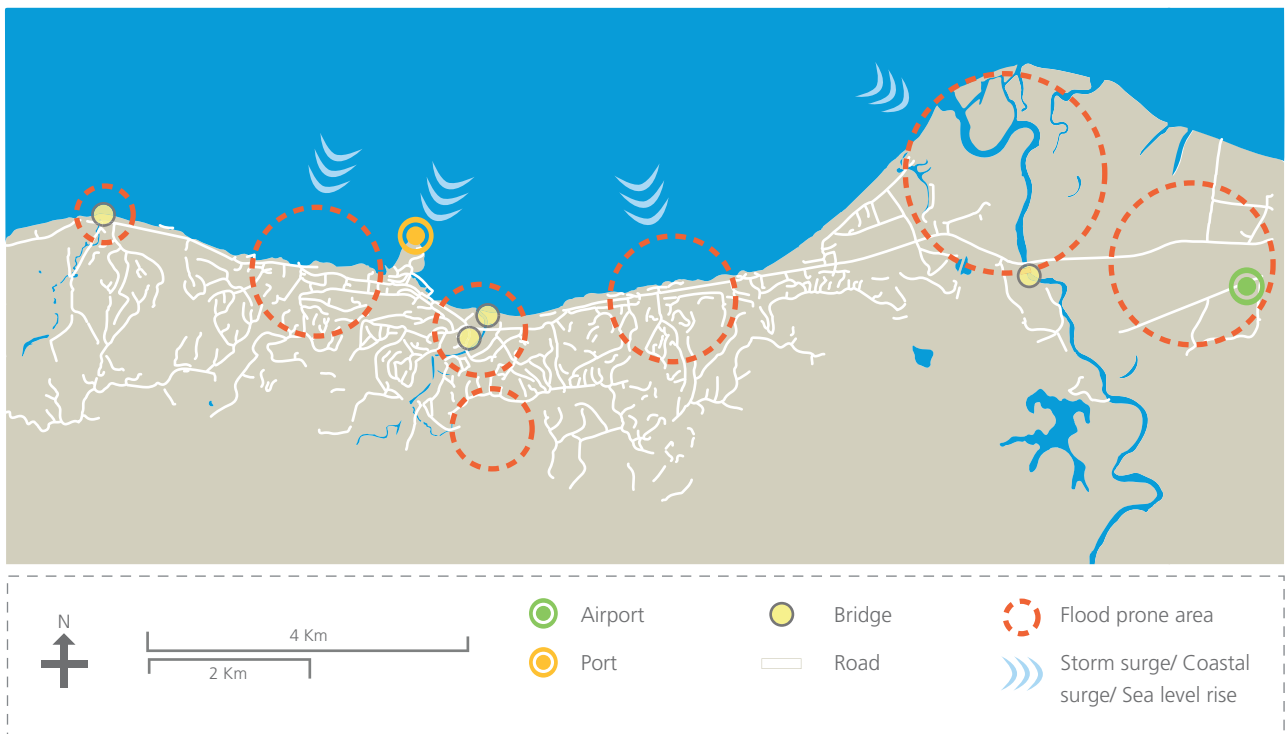 N
4 Km
2 Km
Airport
Port
Bridge
Road
Flood prone area
Storm surge/ Coastal
surge/ Sea level rise